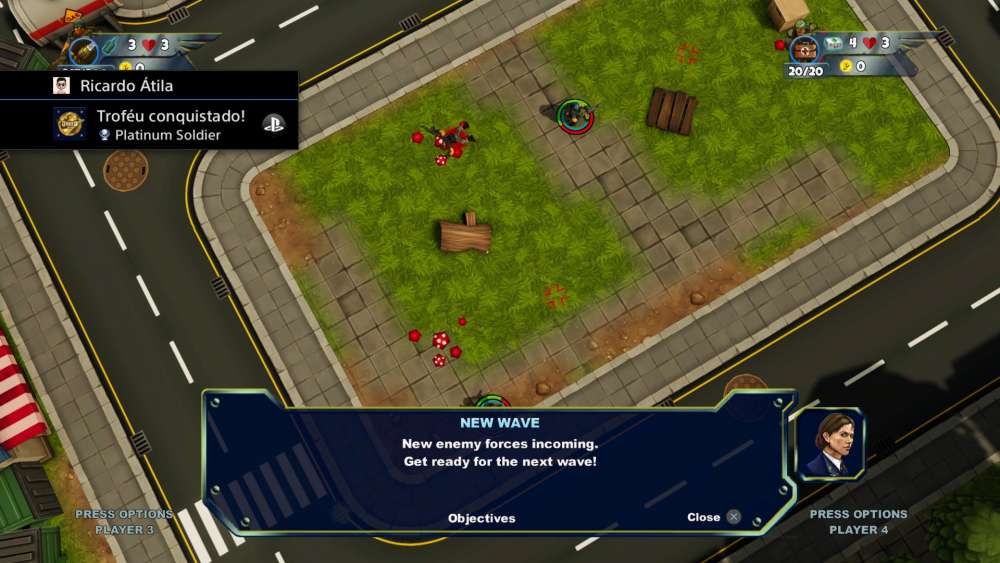 3 3
0
4 3
20/20 0
Ricardo Átila
Troféu conquistado!
Platinum Soldier
NEW WAVE
New enemy forces incoming.
Get ready for the next wave!
Objectives
Close
PRESS OPTIONS
PLAYER 3
PRESS OPTIONS
PLAYER 4